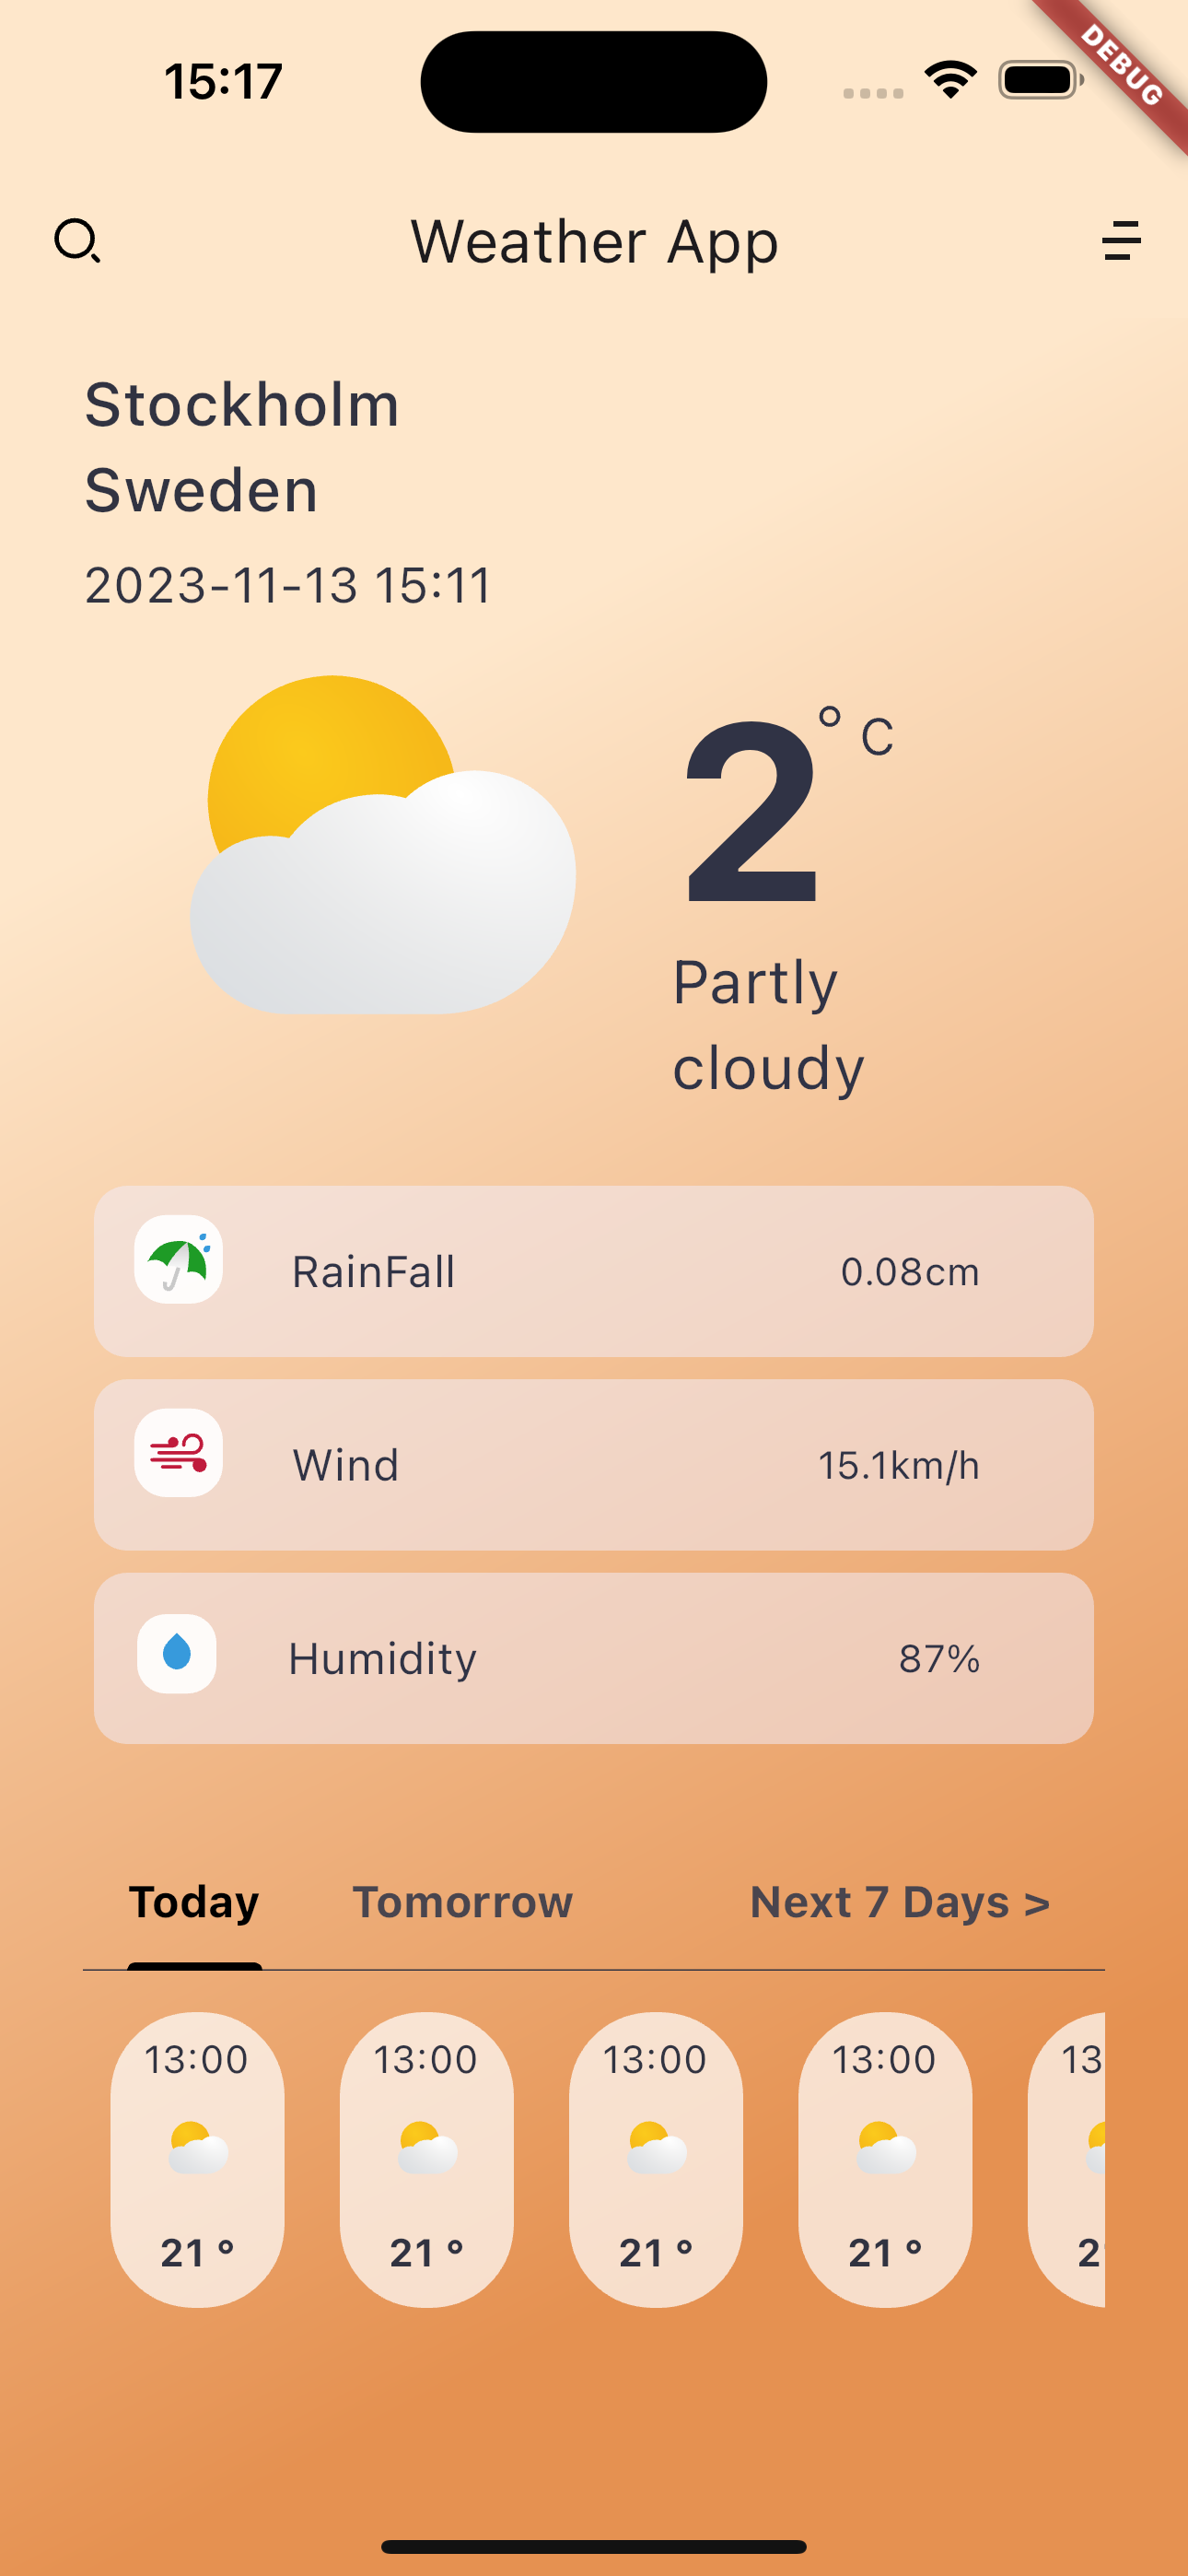 15:17
DEBUG
Weather App
Stockholm
Sweden
2023-11-13 15:11
2° C
Partly
cloudy
RainFall 0.08cm
Wind 15.1km/h
Humidity 87%
Today Tomorrow Next 7 Days >
13:00 13:00 13:00 13:00 13
21 ° 21 ° 21 ° 21 ° 2